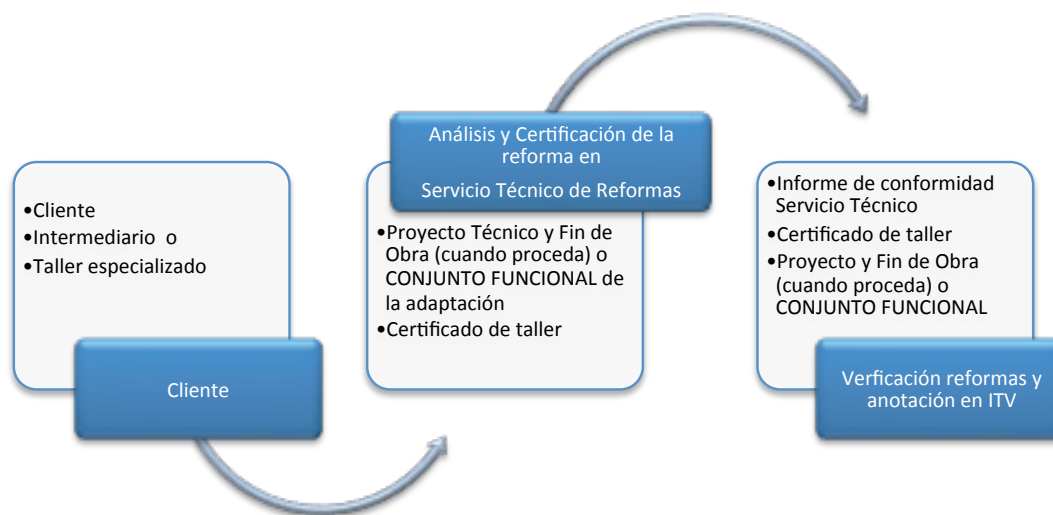 •Cliente
•Intermediario o
•Taller especializado
Cliente
Análisis y Certificación de la
reforma en
Servicio Técnico de Reformas
•Proyecto Técnico y Fin de
Obra (cuando proceda) o
CONJUNTO FUNCIONAL de
la adaptación
•Certificado de taller
•Informe de conformidad
Servicio Técnico
•Certificado de taller
•Proyecto y Fin de Obra
(cuando proceda) o
CONJUNTO FUNCIONAL
Verficación reformas y
anotación en ITV